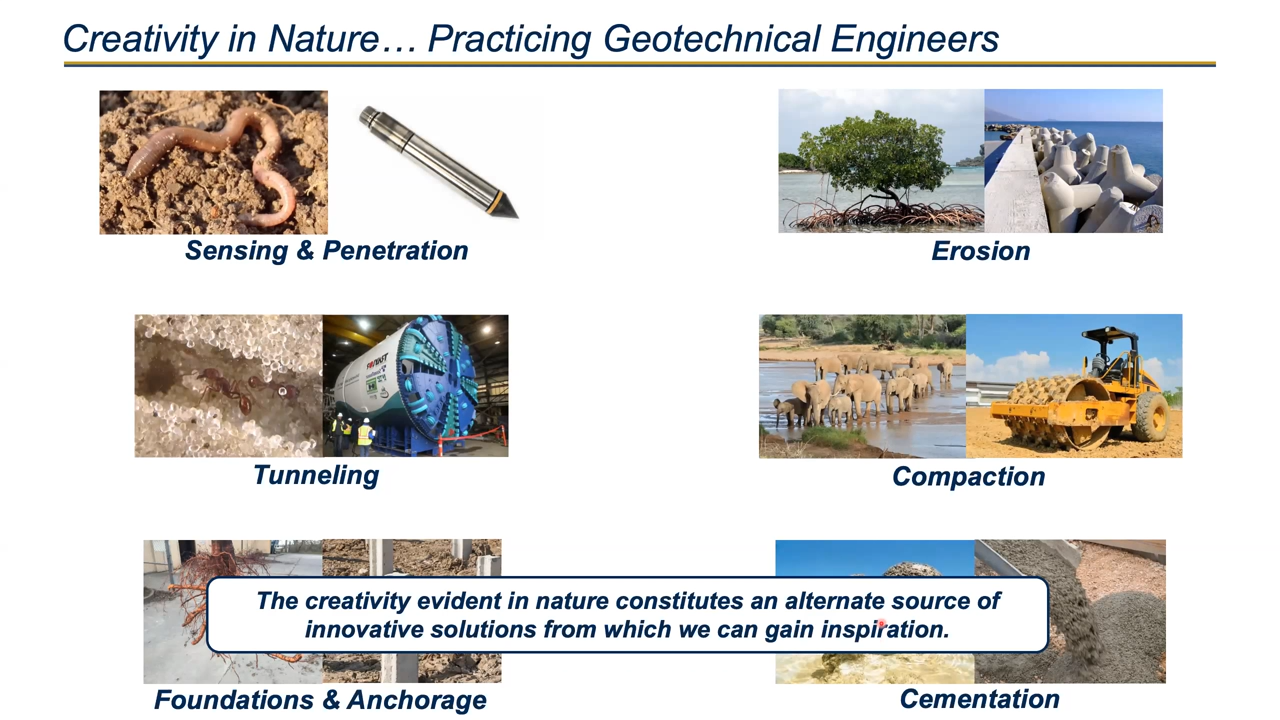 Creativity in Nature… Practicing Geotechnical Engineers
Sensing & Penetration
Erosion
Tunneling
Compaction
The creativity evident in nature constitutes an alternate source of
innovative solutions from which we can gain inspiration.
Foundations & Anchorage
Cementation